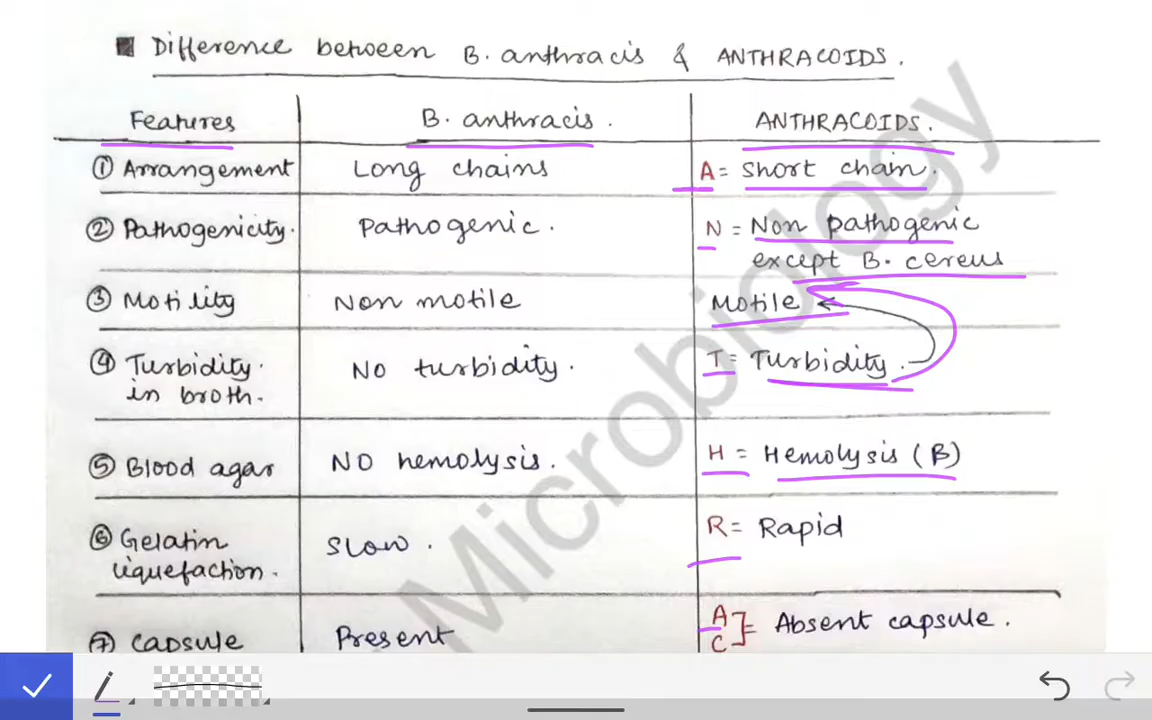 Difference between B. anthracis & ANTHRACOIDS.
Features B. anthracis. ANTHRACOIDS.
① Arrangement Long chains A = short chain.
② Pathogenicity. Pathogenic. N = Non pathogenic
except B. cereus
③ Motility Non motile Motile
④ Turbidity No turbidity. T = Turbidity.
in broth.
⑤ Blood agar NO hemolysis. H = Hemolysis (B)
⑥ Gelatin Slow. R = Rapid
liquefaction.
⑦ Capsule Present A C ] = Absent capsule.
Microbiology